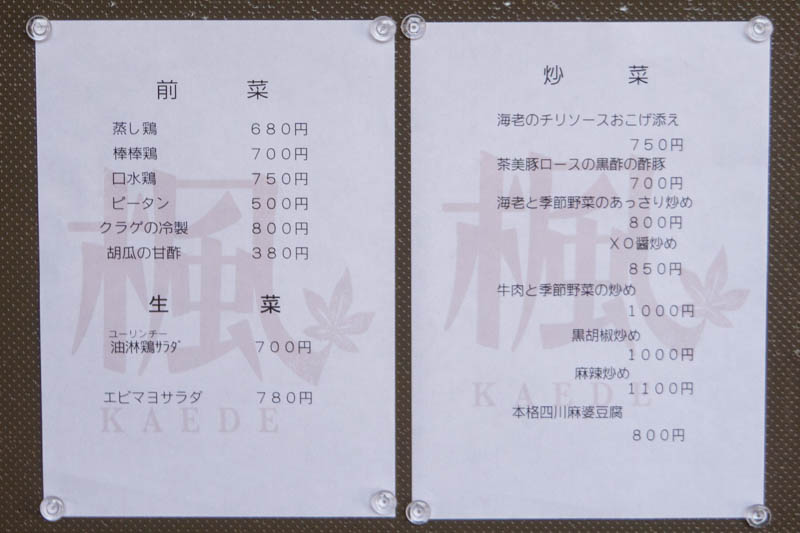 前　菜
蒸し鶏　６８０円
棒棒鶏　７００円
口水鶏　７５０円
ピータン　５００円
クラゲの冷製　８００円
胡瓜の甘酢　３８０円
生　菜
ユーリンチー
油淋鶏ｻﾗﾀﾞ　７００円
エビマヨサラダ　７８０円
楓
KAEDE
炒　菜
海老のチリソースおこげ添え
７５０円
茶美豚ロースの黒酢の酢豚
７００円
海老と季節野菜のあっさり炒め
８００円
ＸＯ醤炒め
８５０円
牛肉と季節野菜の炒め
１０００円
黒胡椒炒め
１０００円
麻辣炒め
１１００円
本格四川麻婆豆腐
８００円
楓
KAEDE